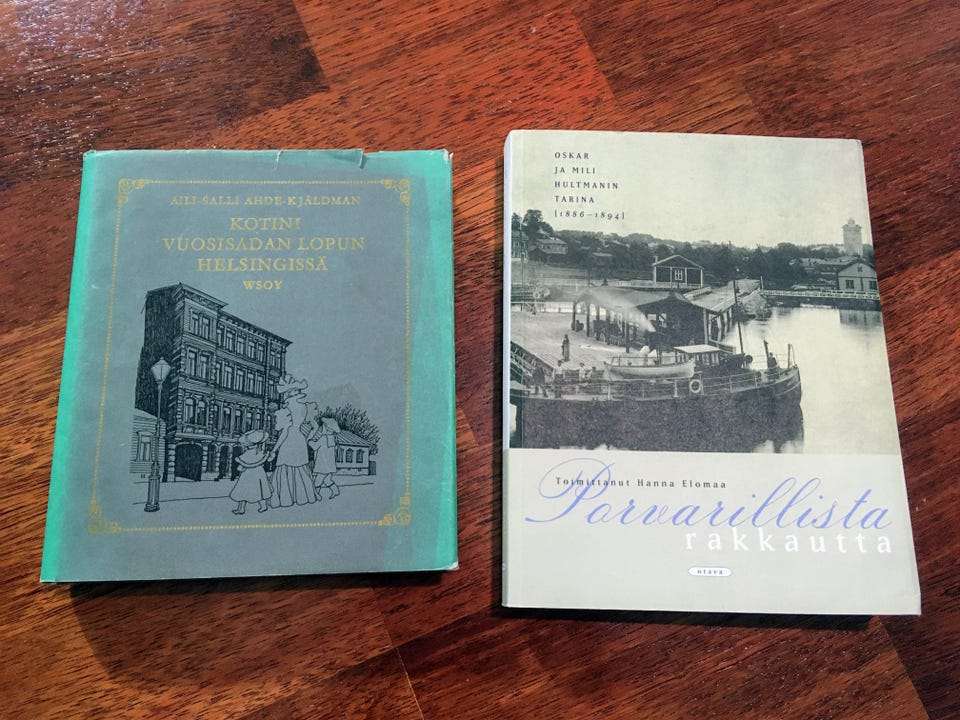 AILI-SALLI AHDE-KJÄLDMAN
KOTINI
VUOSISADAN LOPUN
HELSINGISSÄ
WSOY
OSKAR
JA MILI
HULTMANIN
TARINA
[1886–1894]
Toimittanut Hanna Elomaa
Porvarillista
rakkautta
otava